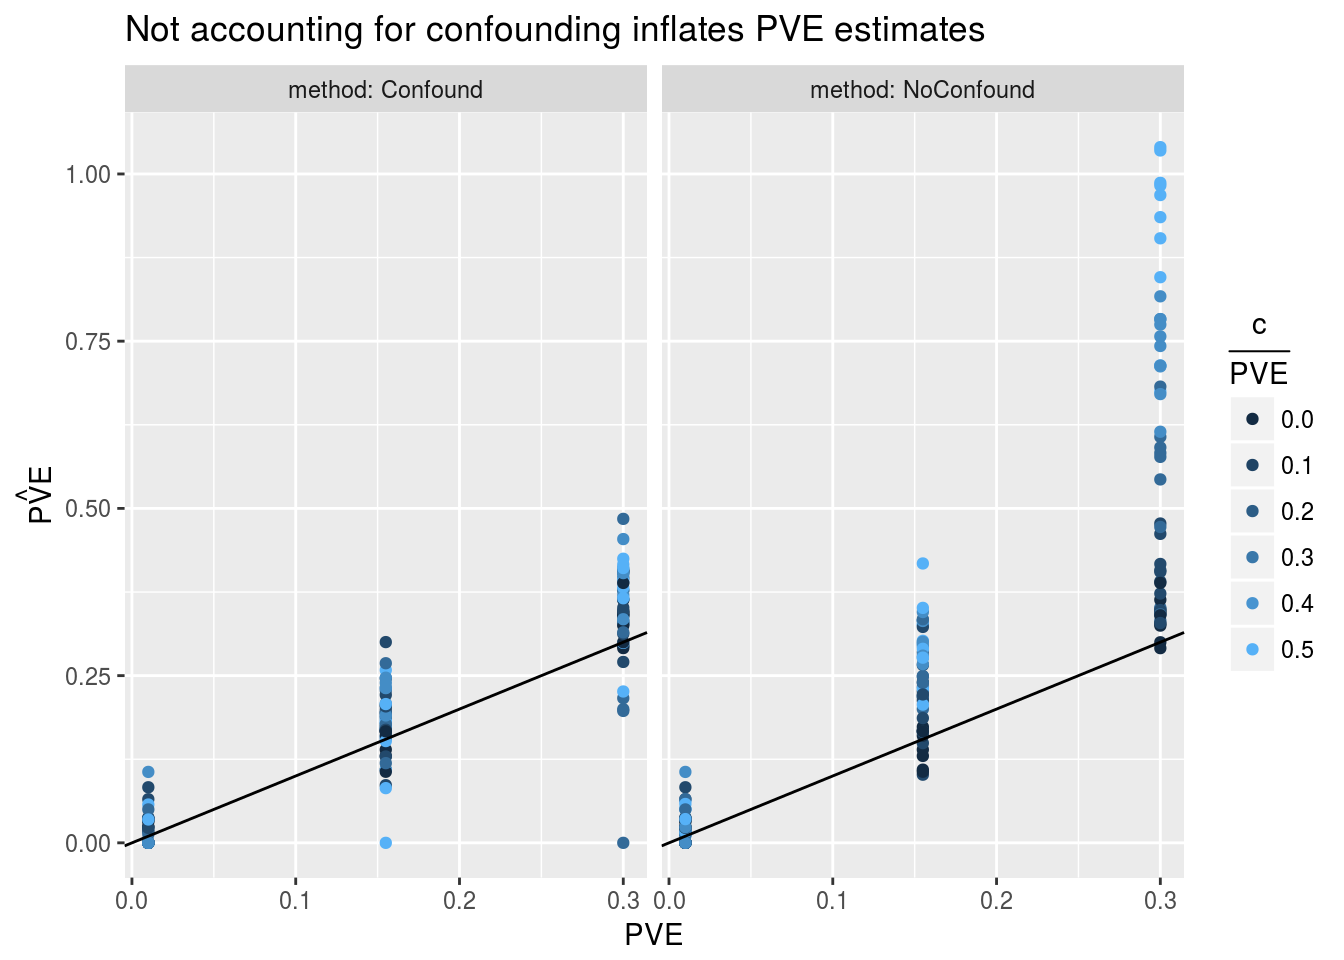 Not accounting for confounding inflates PVE estimates
method: Confound
method: NoConfound
1.00
0.75
0.50
0.25
0.00
PV̂E
0.0
0.1
0.2
0.3
0.0
0.1
0.2
0.3
PVE
c
PVE
0.0
0.1
0.2
0.3
0.4
0.5